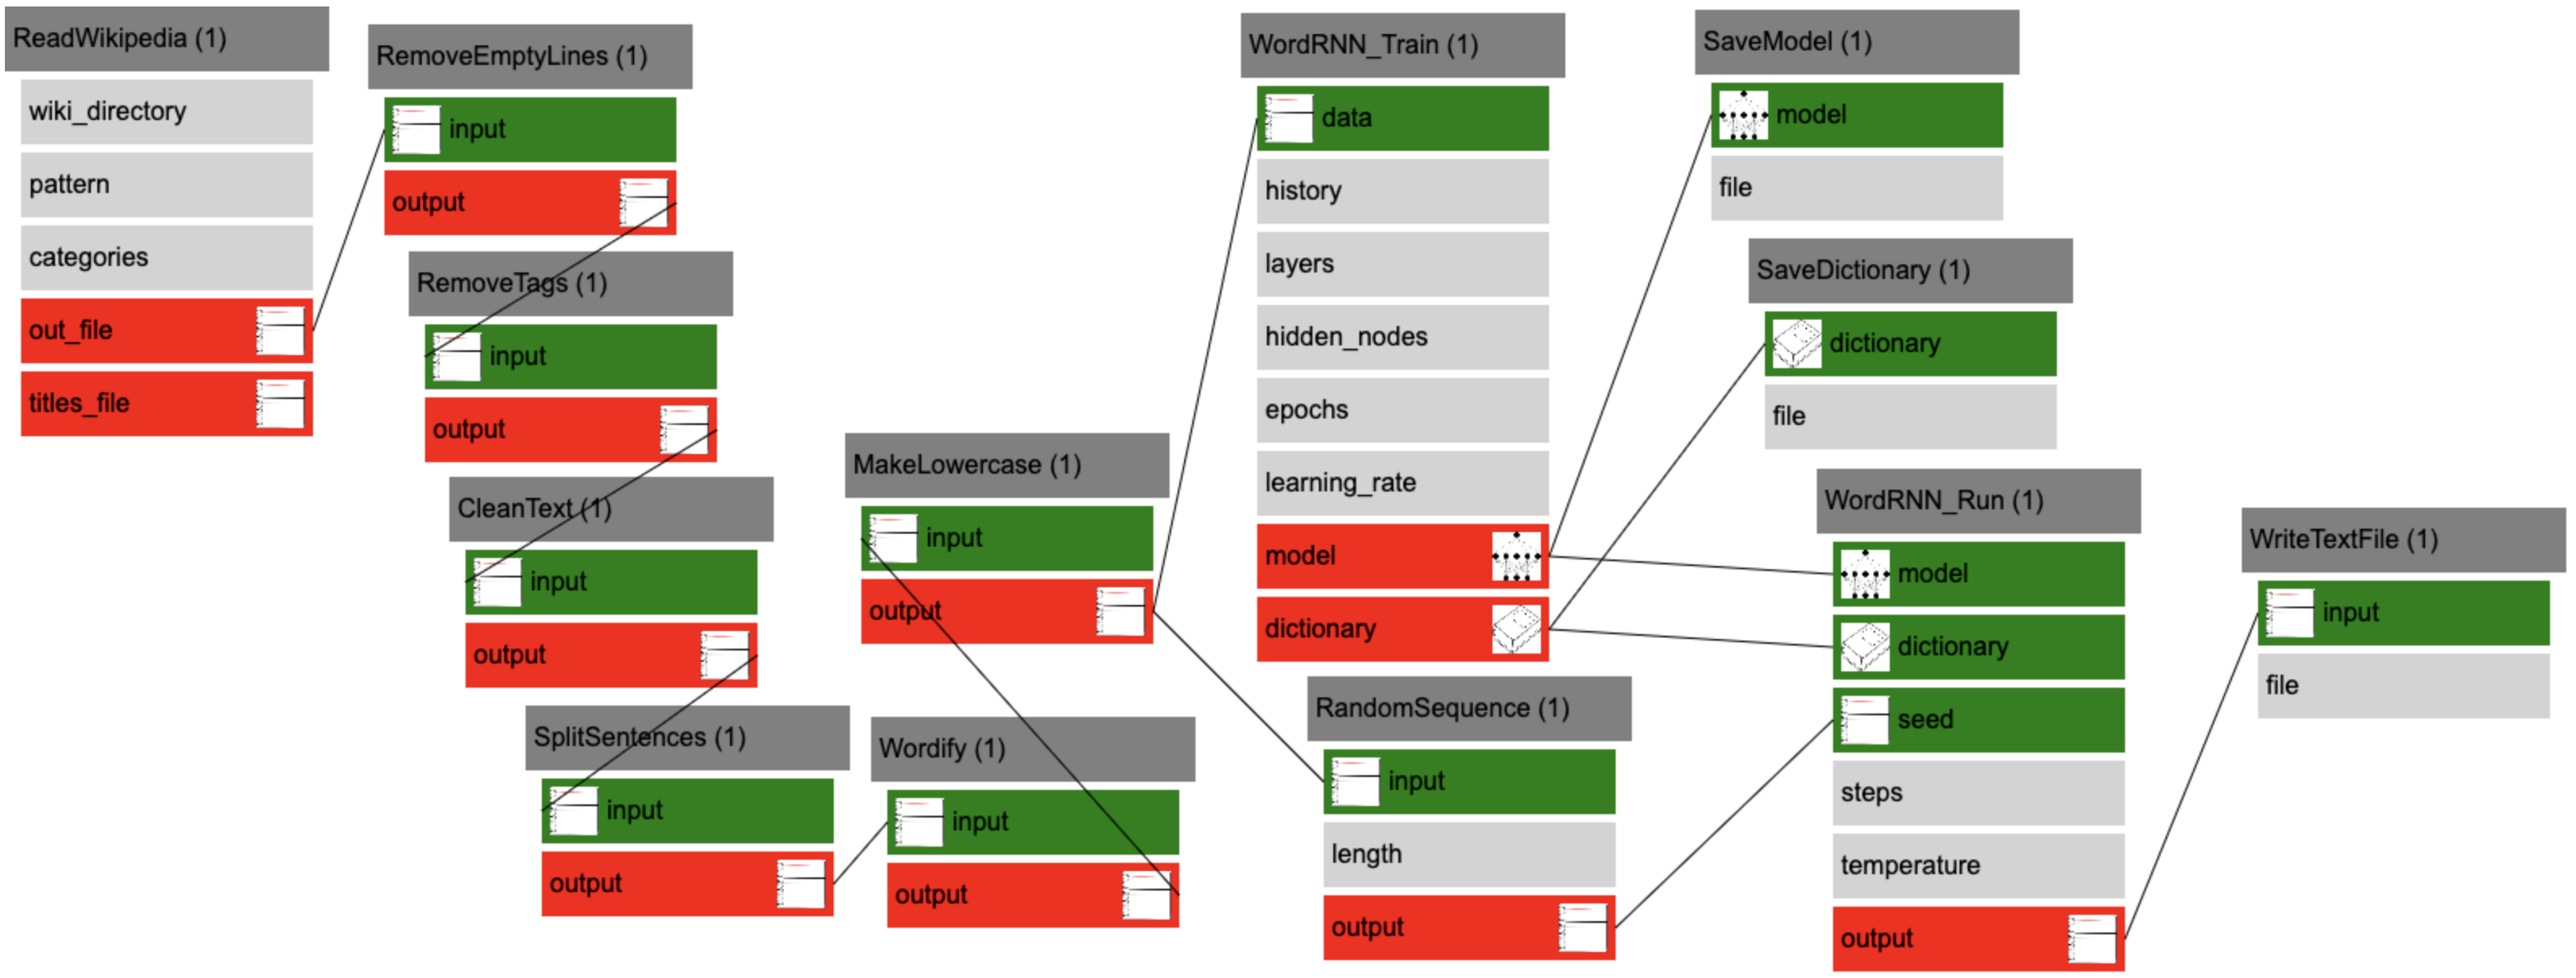 ReadWikipedia (1)
wiki_directory
pattern
categories
out_file
titles_file
RemoveEmptyLines (1)
input
output
RemoveTags (1)
input
output
CleanText (1)
input
output
SplitSentences (1)
input
output
Wordify (1)
input
output
MakeLowercase (1)
input
output
WordRNN_Train (1)
data
history
layers
hidden_nodes
epochs
learning_rate
model
dictionary
RandomSequence (1)
input
length
output
SaveModel (1)
model
file
SaveDictionary (1)
dictionary
file
WordRNN_Run (1)
model
dictionary
seed
steps
temperature
output
WriteTextFile (1)
input
file